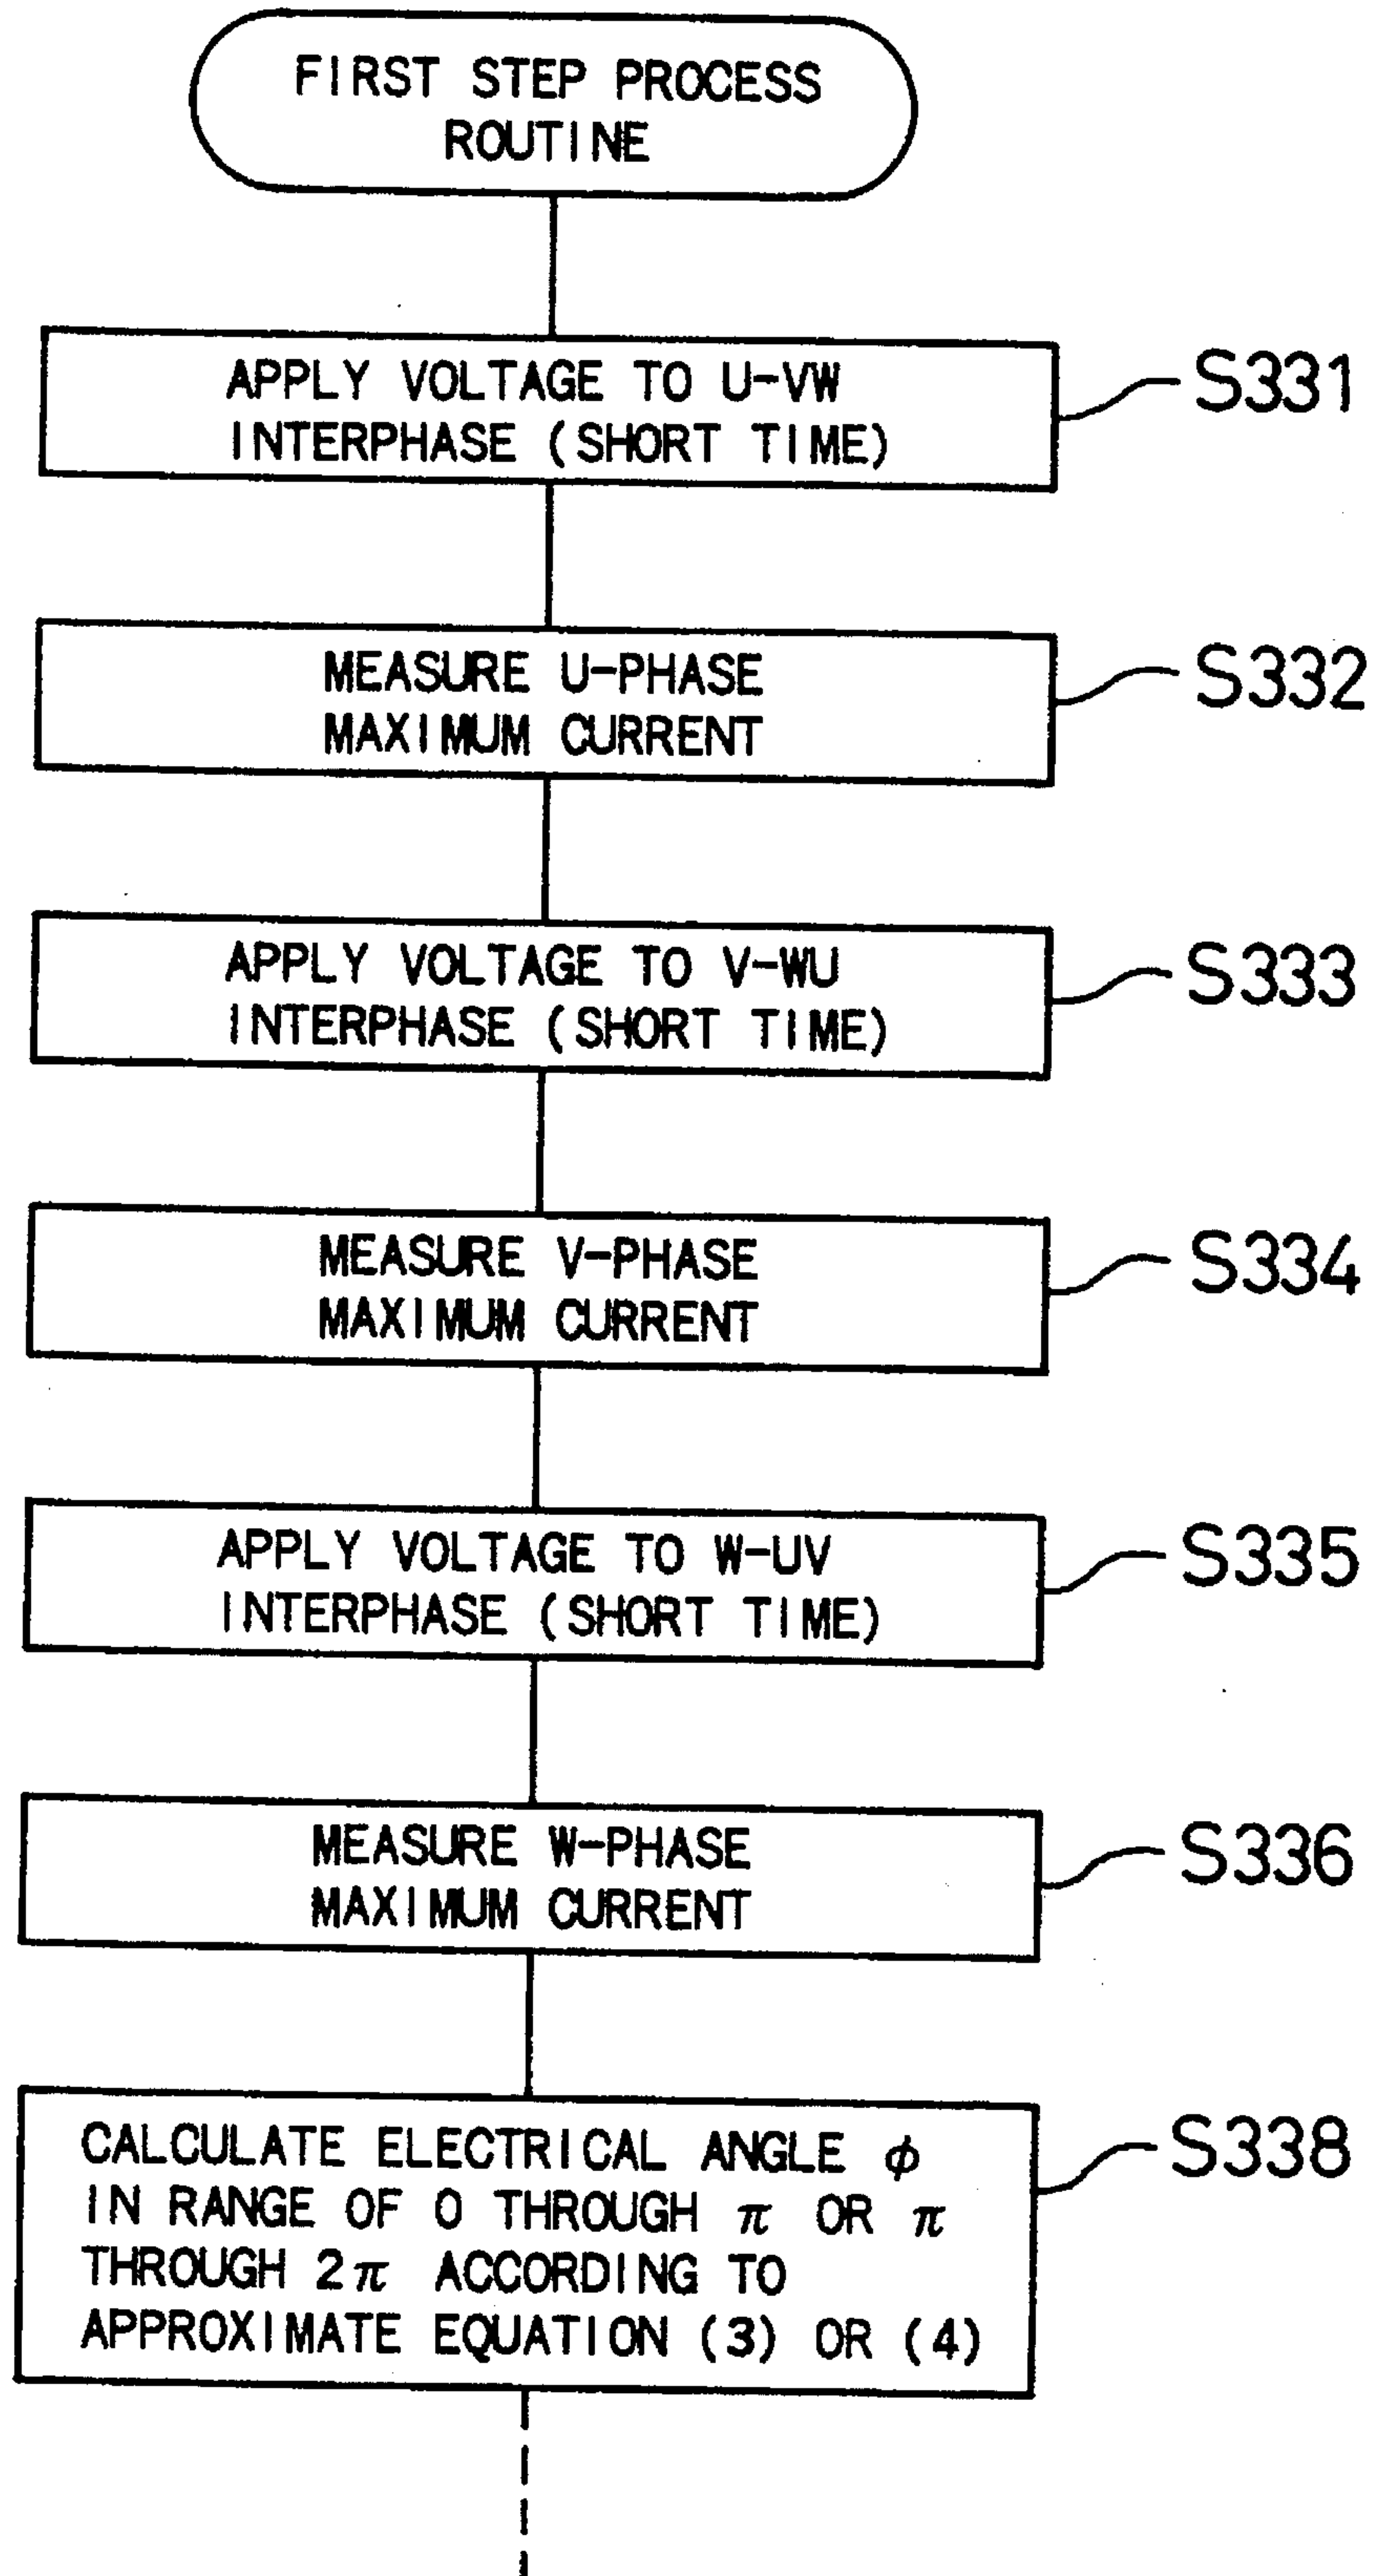 FIRST STEP PROCESS
ROUTINE
APPLY VOLTAGE TO U-VW
INTERPHASE (SHORT TIME)
S331
MEASURE U-PHASE
MAXIMUM CURRENT
S332
APPLY VOLTAGE TO V-WU
INTERPHASE (SHORT TIME)
S333
MEASURE V-PHASE
MAXIMUM CURRENT
S334
APPLY VOLTAGE TO W-UV
INTERPHASE (SHORT TIME)
S335
MEASURE W-PHASE
MAXIMUM CURRENT
S336
CALCULATE ELECTRICAL ANGLE φ
IN RANGE OF 0 THROUGH π OR π
THROUGH 2π ACCORDING TO
APPROXIMATE EQUATION (3) OR (4)
S338